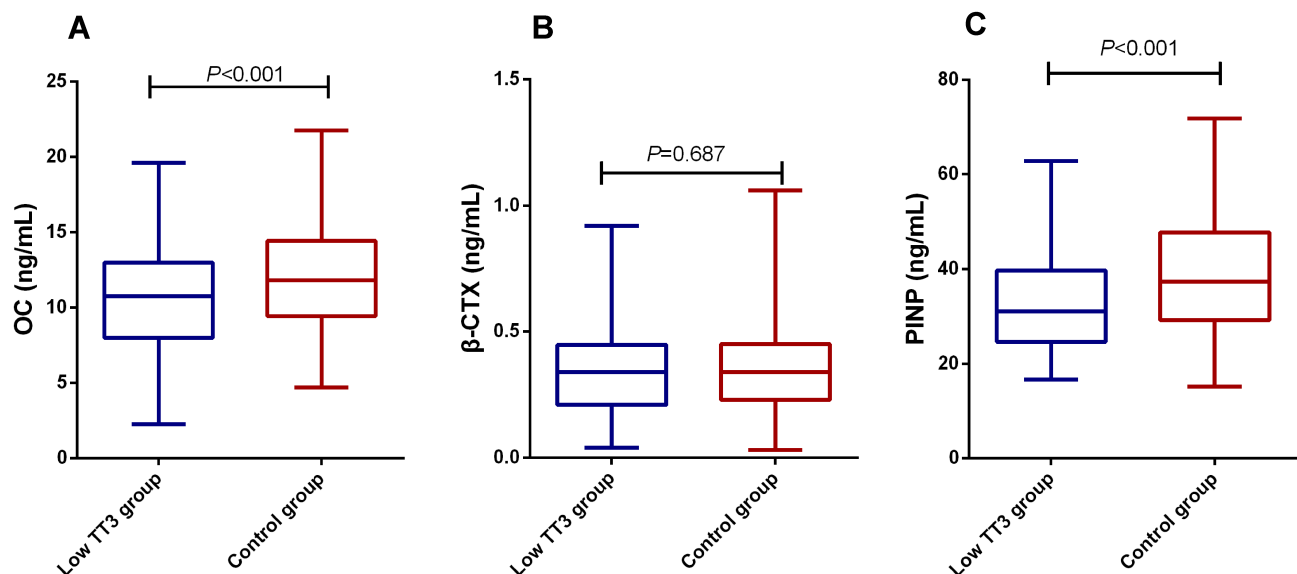 A
P<0.001
OC (ng/mL)
25
20
15
10
5
0
Low TT3 group
Control group
B
P=0.687
β-CTX (ng/mL)
1.5
1.0
0.5
0.0
Low TT3 group
Control group
C
P<0.001
PINP (ng/mL)
80
60
40
20
0
Low TT3 group
Control group